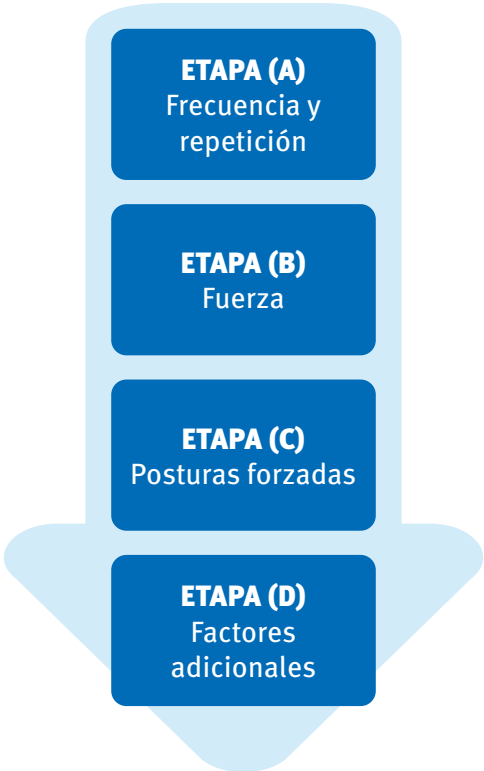 ETAPA (A)
Frecuencia y
repetición
ETAPA (B)
Fuerza
ETAPA (C)
Posturas forzadas
ETAPA (D)
Factores
adicionales